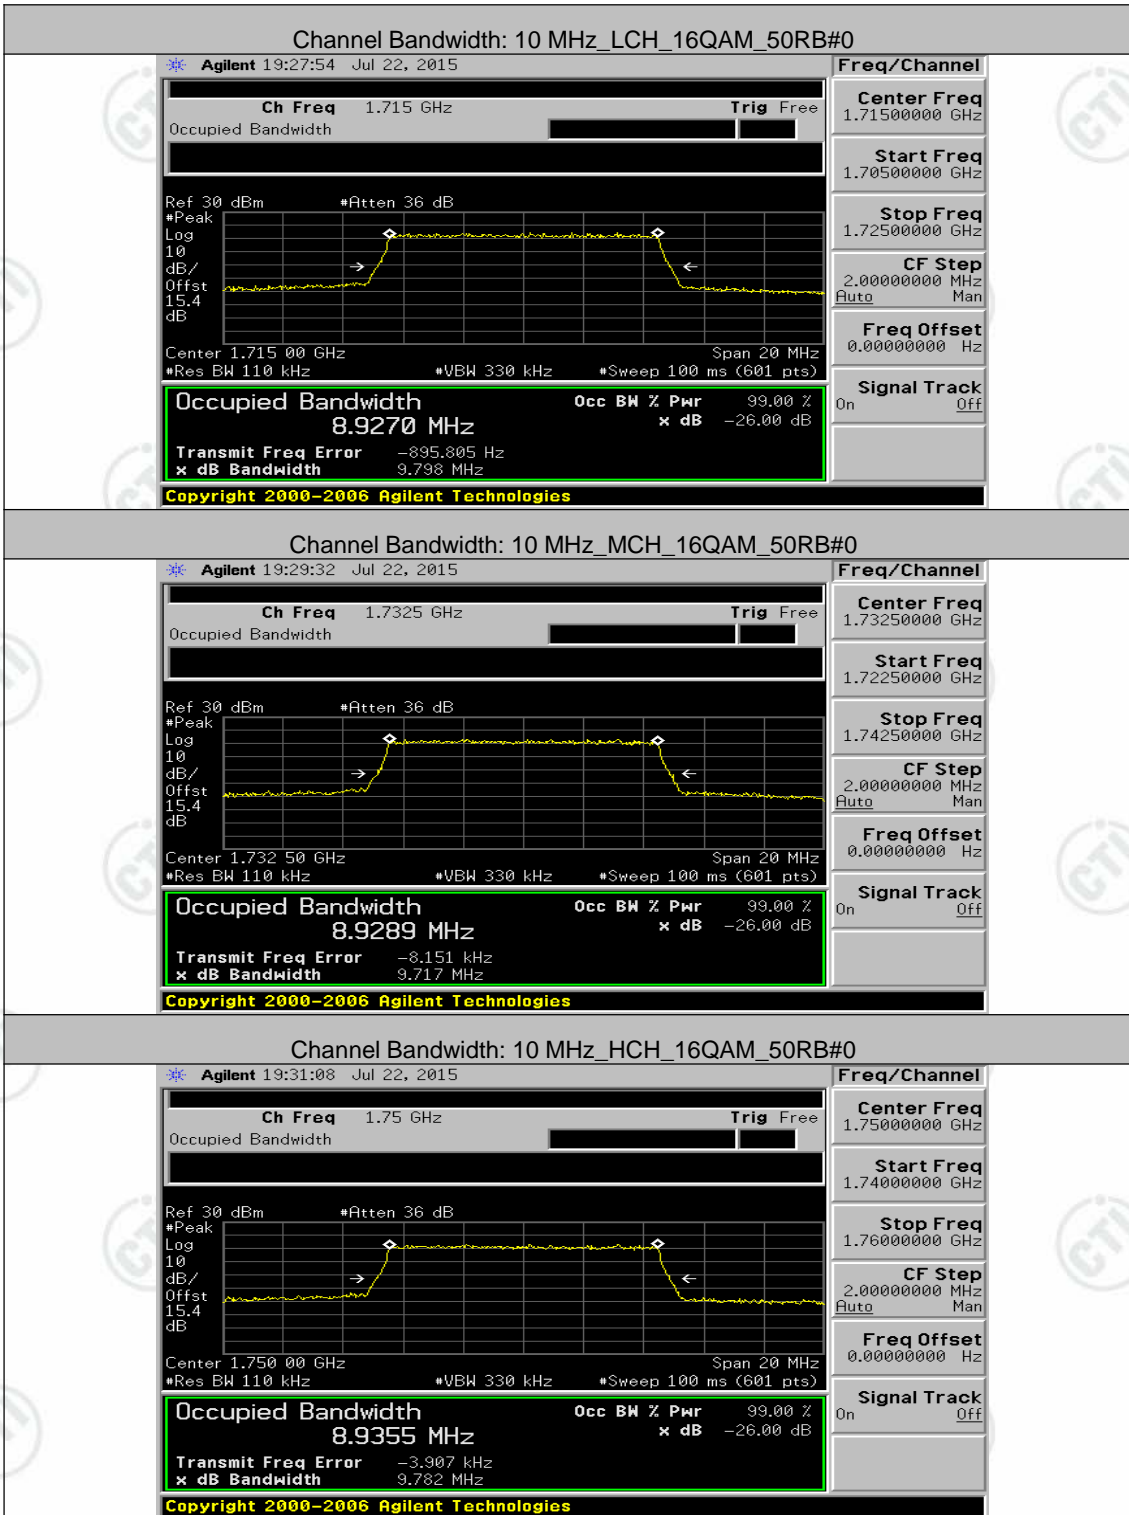 Channel Bandwidth: 10 MHz_LCH_16QAM_50RB#0
Agilent 19:27:54 Jul 22, 2015 Freq/Channel
Ch Freq 1.715 GHz Trig Free
Occupied Bandwidth
Center Freq
1.71500000 GHz
Start Freq
1.70500000 GHz
Stop Freq
1.72500000 GHz
CF Step
2.00000000 MHz
Auto Man
Freq Offset
0.00000000 Hz
Signal Track
On Off
Ref 30 dBm #Atten 36 dB
#Peak
Log
10
dB/
Offst
15.4
dB
Center 1.715 00 GHz Span 20 MHz
#Res BW 110 kHz #VBW 330 kHz #Sweep 100 ms (601 pts)
Occupied Bandwidth Occ BW % Pwr 99.00 %
8.9270 MHz x dB -26.00 dB
Transmit Freq Error -895.805 Hz
x dB Bandwidth 9.798 MHz
Copyright 2000-2006 Agilent Technologies
Channel Bandwidth: 10 MHz_MCH_16QAM_50RB#0
Agilent 19:29:32 Jul 22, 2015 Freq/Channel
Ch Freq 1.7325 GHz Trig Free
Occupied Bandwidth
Center Freq
1.73250000 GHz
Start Freq
1.72250000 GHz
Stop Freq
1.74250000 GHz
CF Step
2.00000000 MHz
Auto Man
Freq Offset
0.00000000 Hz
Signal Track
On Off
Ref 30 dBm #Atten 36 dB
#Peak
Log
10
dB/
Offst
15.4
dB
Center 1.732 50 GHz Span 20 MHz
#Res BW 110 kHz #VBW 330 kHz #Sweep 100 ms (601 pts)
Occupied Bandwidth Occ BW % Pwr 99.00 %
8.9289 MHz x dB -26.00 dB
Transmit Freq Error -8.151 kHz
x dB Bandwidth 9.717 MHz
Copyright 2000-2006 Agilent Technologies
Channel Bandwidth: 10 MHz_HCH_16QAM_50RB#0
Agilent 19:31:08 Jul 22, 2015 Freq/Channel
Ch Freq 1.75 GHz Trig Free
Occupied Bandwidth
Center Freq
1.75000000 GHz
Start Freq
1.74000000 GHz
Stop Freq
1.76000000 GHz
CF Step
2.00000000 MHz
Auto Man
Freq Offset
0.00000000 Hz
Signal Track
On Off
Ref 30 dBm #Atten 36 dB
#Peak
Log
10
dB/
Offst
15.4
dB
Center 1.750 00 GHz Span 20 MHz
#Res BW 110 kHz #VBW 330 kHz #Sweep 100 ms (601 pts)
Occupied Bandwidth Occ BW % Pwr 99.00 %
8.9355 MHz x dB -26.00 dB
Transmit Freq Error -3.907 kHz
x dB Bandwidth 9.782 MHz
Copyright 2000-2006 Agilent Technologies
CTI
CTI
CTI
CTI
CTI
CTI
CTI
CTI